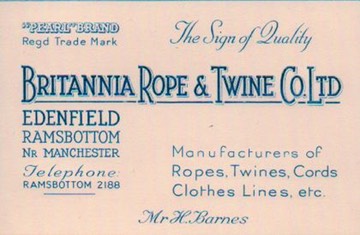 "PEARL" BRAND
Regd Trade Mark
The Sign of Quality
BRITANNIA ROPE & TWINE CO. LTD
EDENFIELD
RAMSBOTTOM
NR MANCHESTER
Telephone:
RAMSBOTTOM 2188
Manufacturers of
Ropes, Twines, Cords
Clothes Lines, etc.
Mr H. Barnes